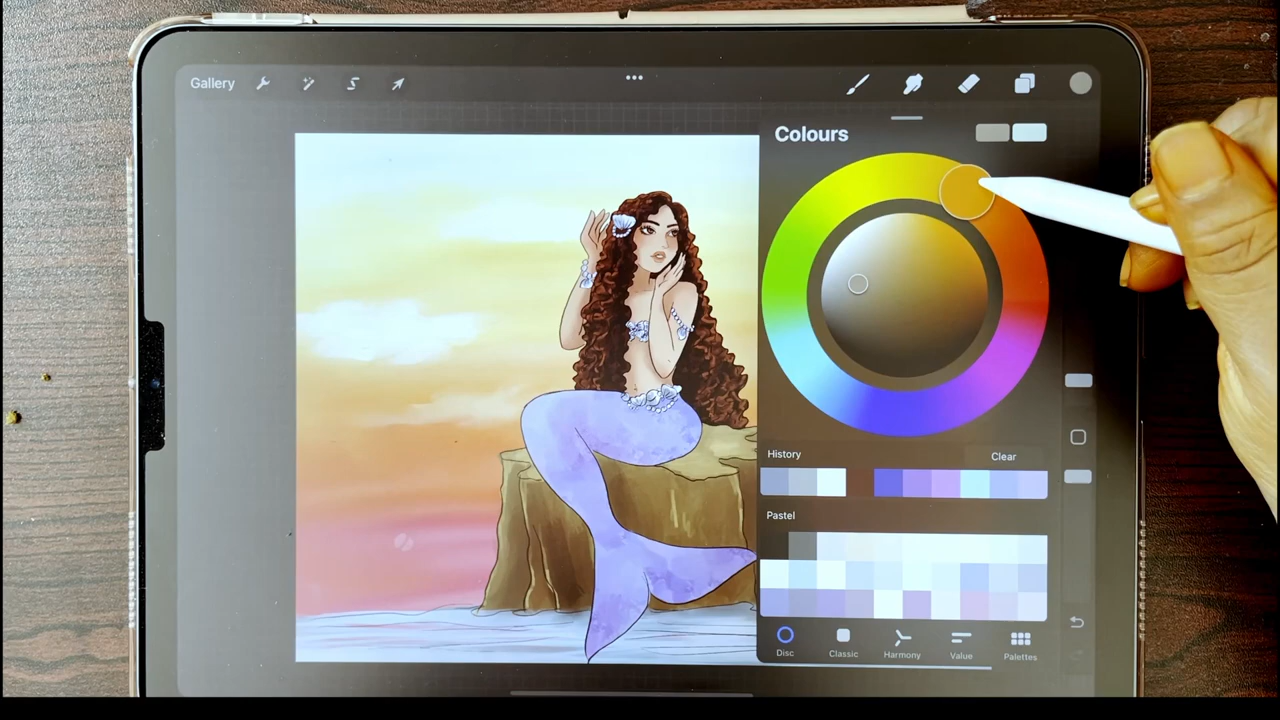 Gallery
Colours
History Clear
Pastel
Disc Classic Harmony Value Palettes